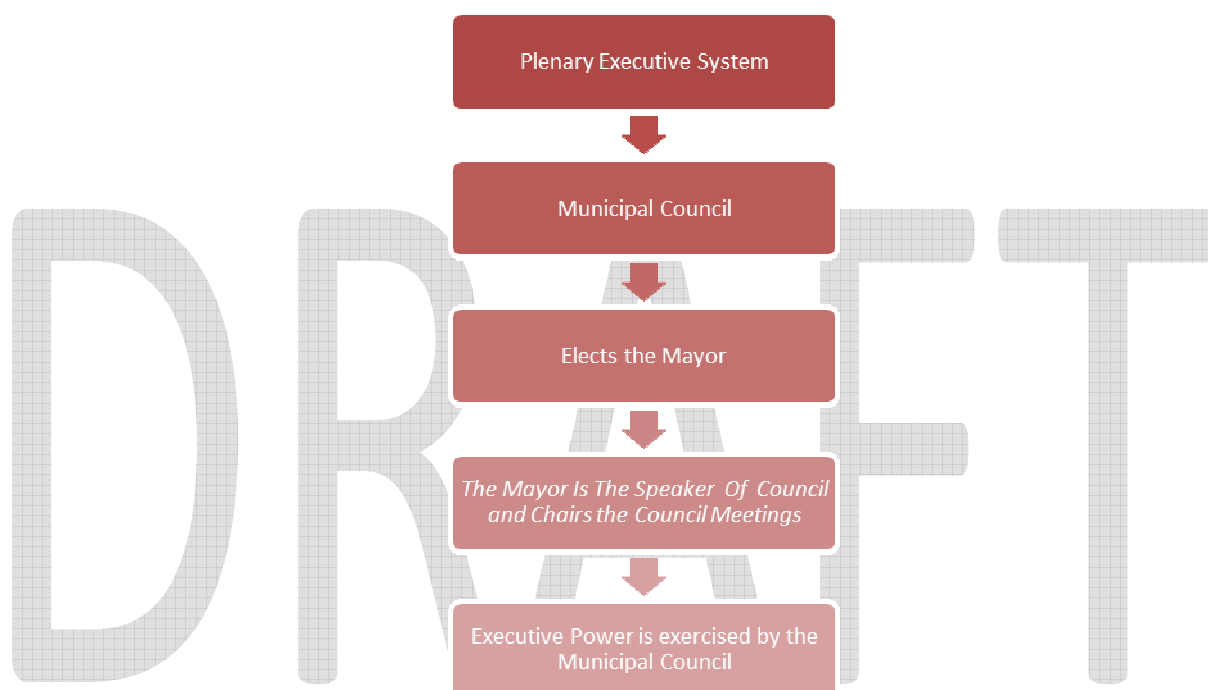 Plenary Executive System
Municipal Council
Elects the Mayor
The Mayor Is The Speaker Of Council
and Chairs the Council Meetings
Executive Power is exercised by the
Municipal Council
DRAFT